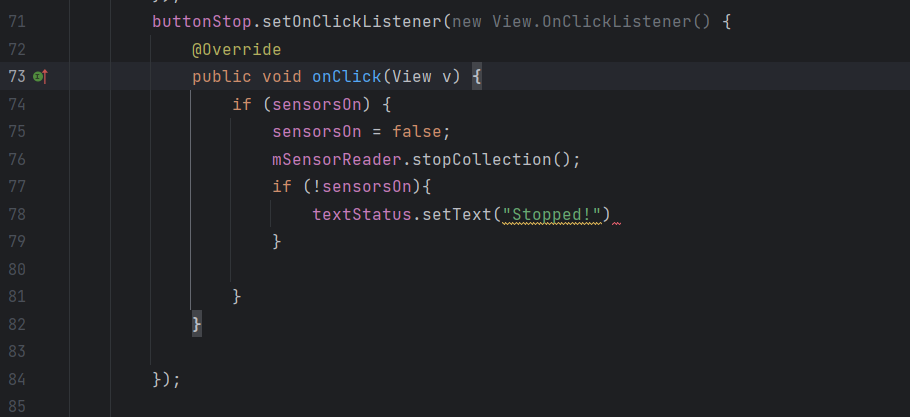 71 buttonStop.setOnClickListener(new View.OnClickListener() {
72 @Override
73 public void onClick(View v) {
74 if (sensorsOn) {
75 sensorsOn = false;
76 mSensorReader.stopCollection();
77 if (!sensorsOn){
78 textStatus.setText("Stopped!")
79 }
80
81 }
82 }
83
84 });
85